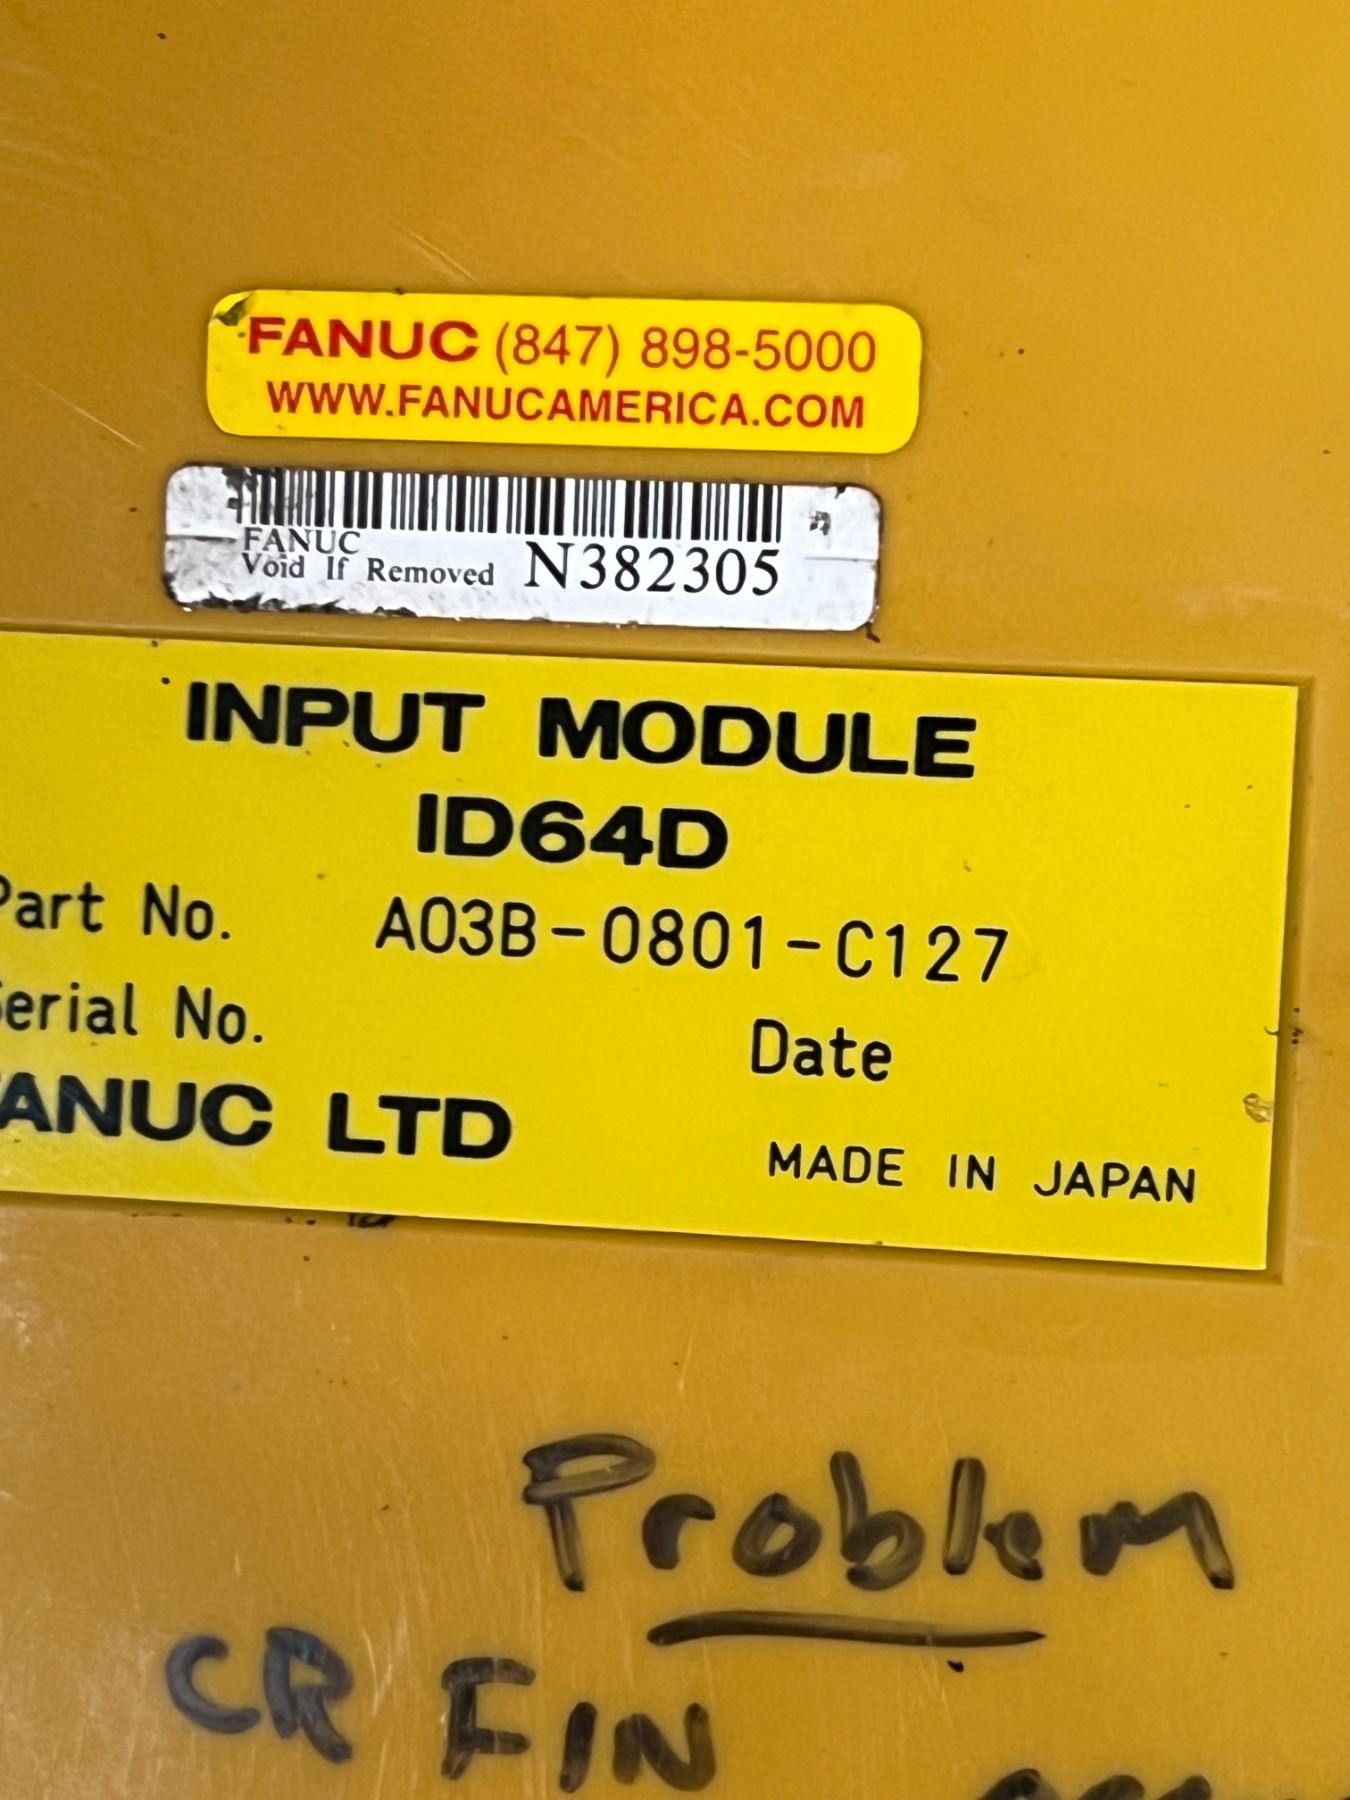 FANUC (847) 898-5000
WWW.FANUCAMERICA.COM
FANUC
Void If Removed N382305
INPUT MODULE
ID64D
Part No. A03B-0801-C127
Serial No. Date
FANUC LTD
MADE IN JAPAN
Problem
CR FIN